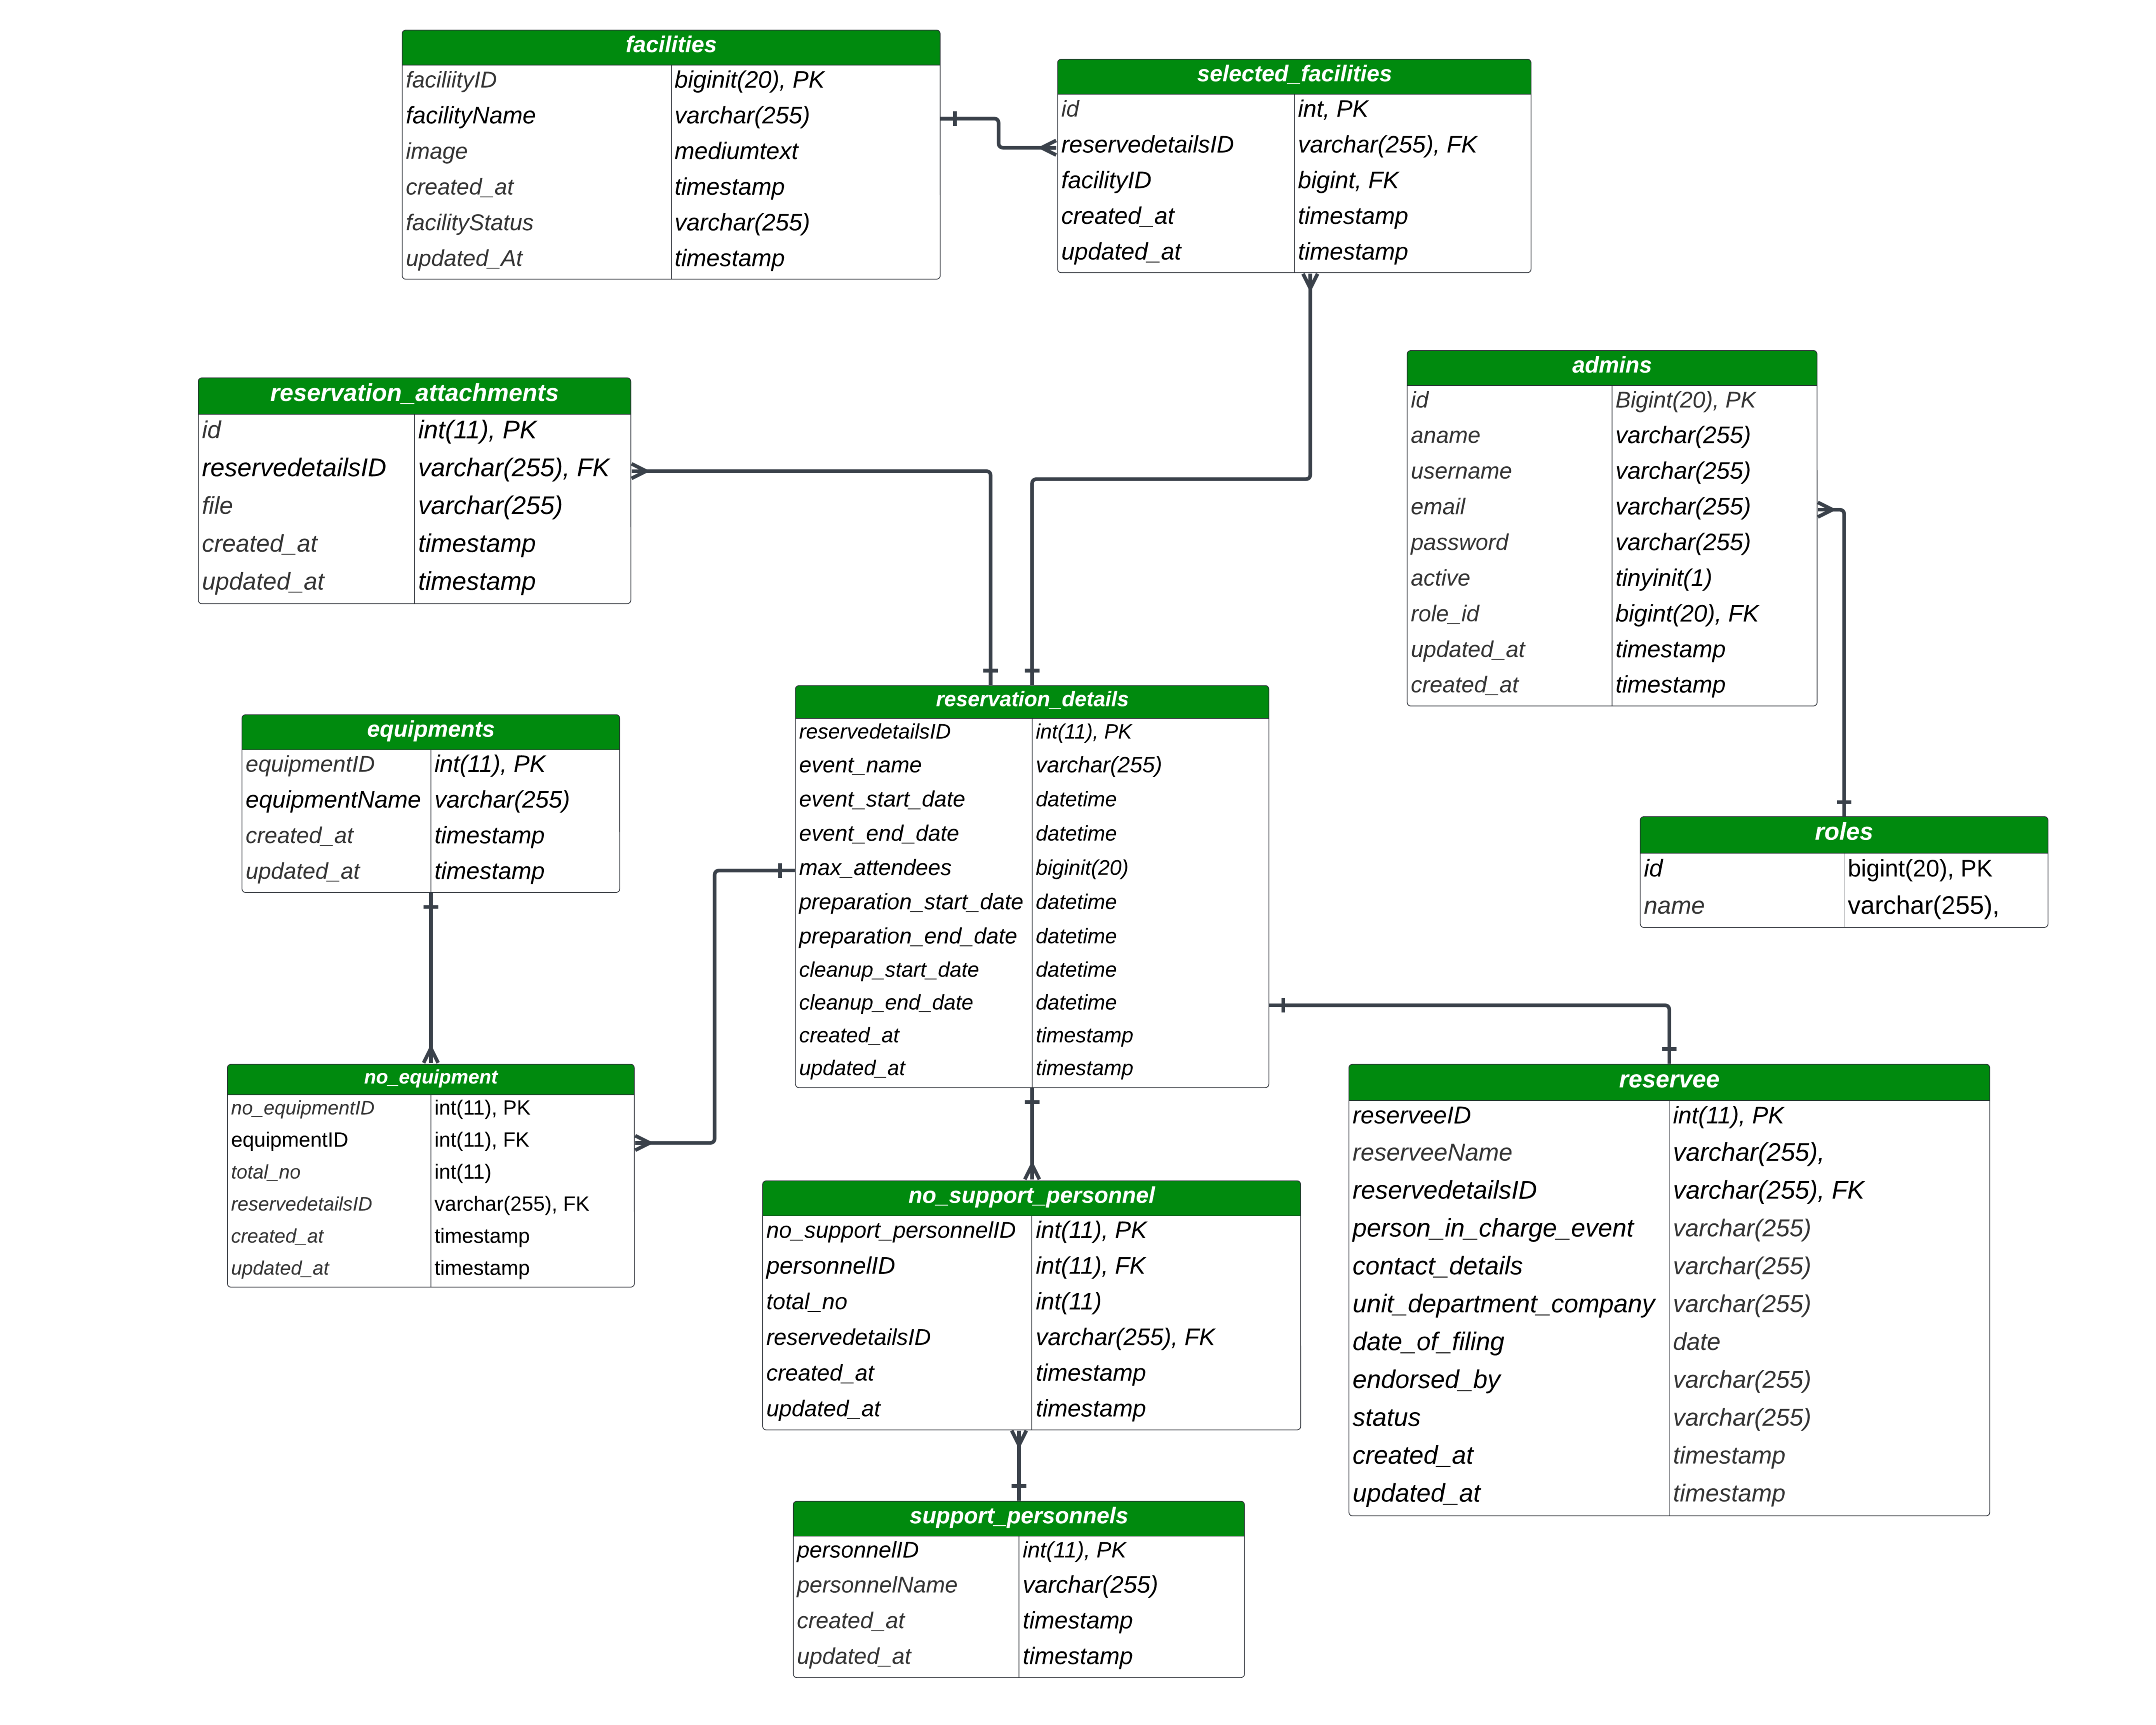 facilities
faciliityID biginit(20), PK
facilityName varchar(255)
image mediumtext
created_at timestamp
facilityStatus varchar(255)
updated_At timestamp
selected_facilities
id int, PK
reservedetailsID varchar(255), FK
facilityID bigint, FK
created_at timestamp
updated_at timestamp
reservation_attachments
id int(11), PK
reservedetailsID varchar(255), FK
file varchar(255)
created_at timestamp
updated_at timestamp
admins
id Bigint(20), PK
aname varchar(255)
username varchar(255)
email varchar(255)
password varchar(255)
active tinyinit(1)
role_id bigint(20), FK
updated_at timestamp
created_at timestamp
equipments
equipmentID int(11), PK
equipmentName varchar(255)
created_at timestamp
updated_at timestamp
reservation_details
reservedetailsID int(11), PK
event_name varchar(255)
event_start_date datetime
event_end_date datetime
max_attendees biginit(20)
preparation_start_date datetime
preparation_end_date datetime
cleanup_start_date datetime
cleanup_end_date datetime
created_at timestamp
updated_at timestamp
roles
id bigint(20), PK
name varchar(255),
no_equipment
no_equipmentID int(11), PK
equipmentID int(11), FK
total_no int(11)
reservedetailsID varchar(255), FK
created_at timestamp
updated_at timestamp
no_support_personnel
no_support_personnelID int(11), PK
personnelID int(11), FK
total_no int(11)
reservedetailsID varchar(255), FK
created_at timestamp
updated_at timestamp
reservee
reserveeID int(11), PK
reserveeName varchar(255),
reservedetailsID varchar(255), FK
person_in_charge_event varchar(255)
contact_details varchar(255)
unit_department_company varchar(255)
date_of_filing date
endorsed_by varchar(255)
status varchar(255)
created_at timestamp
updated_at timestamp
support_personnels
personnelID int(11), PK
personnelName varchar(255)
created_at timestamp
updated_at timestamp